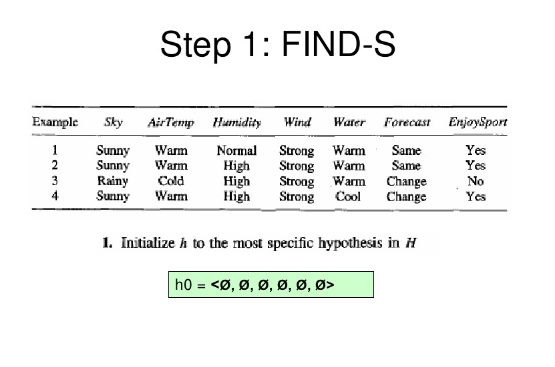 Step 1: FIND-S
Example Sky AirTemp Humidity Wind Water Forecast EnjoySport
1 Sunny Warm Normal Strong Warm Same Yes
2 Sunny Warm High Strong Warm Same Yes
3 Rainy Cold High Strong Warm Change No
4 Sunny Warm High Strong Cool Change Yes
1. Initialize h to the most specific hypothesis in H
h0 = <Ø, Ø, Ø, Ø, Ø, Ø>